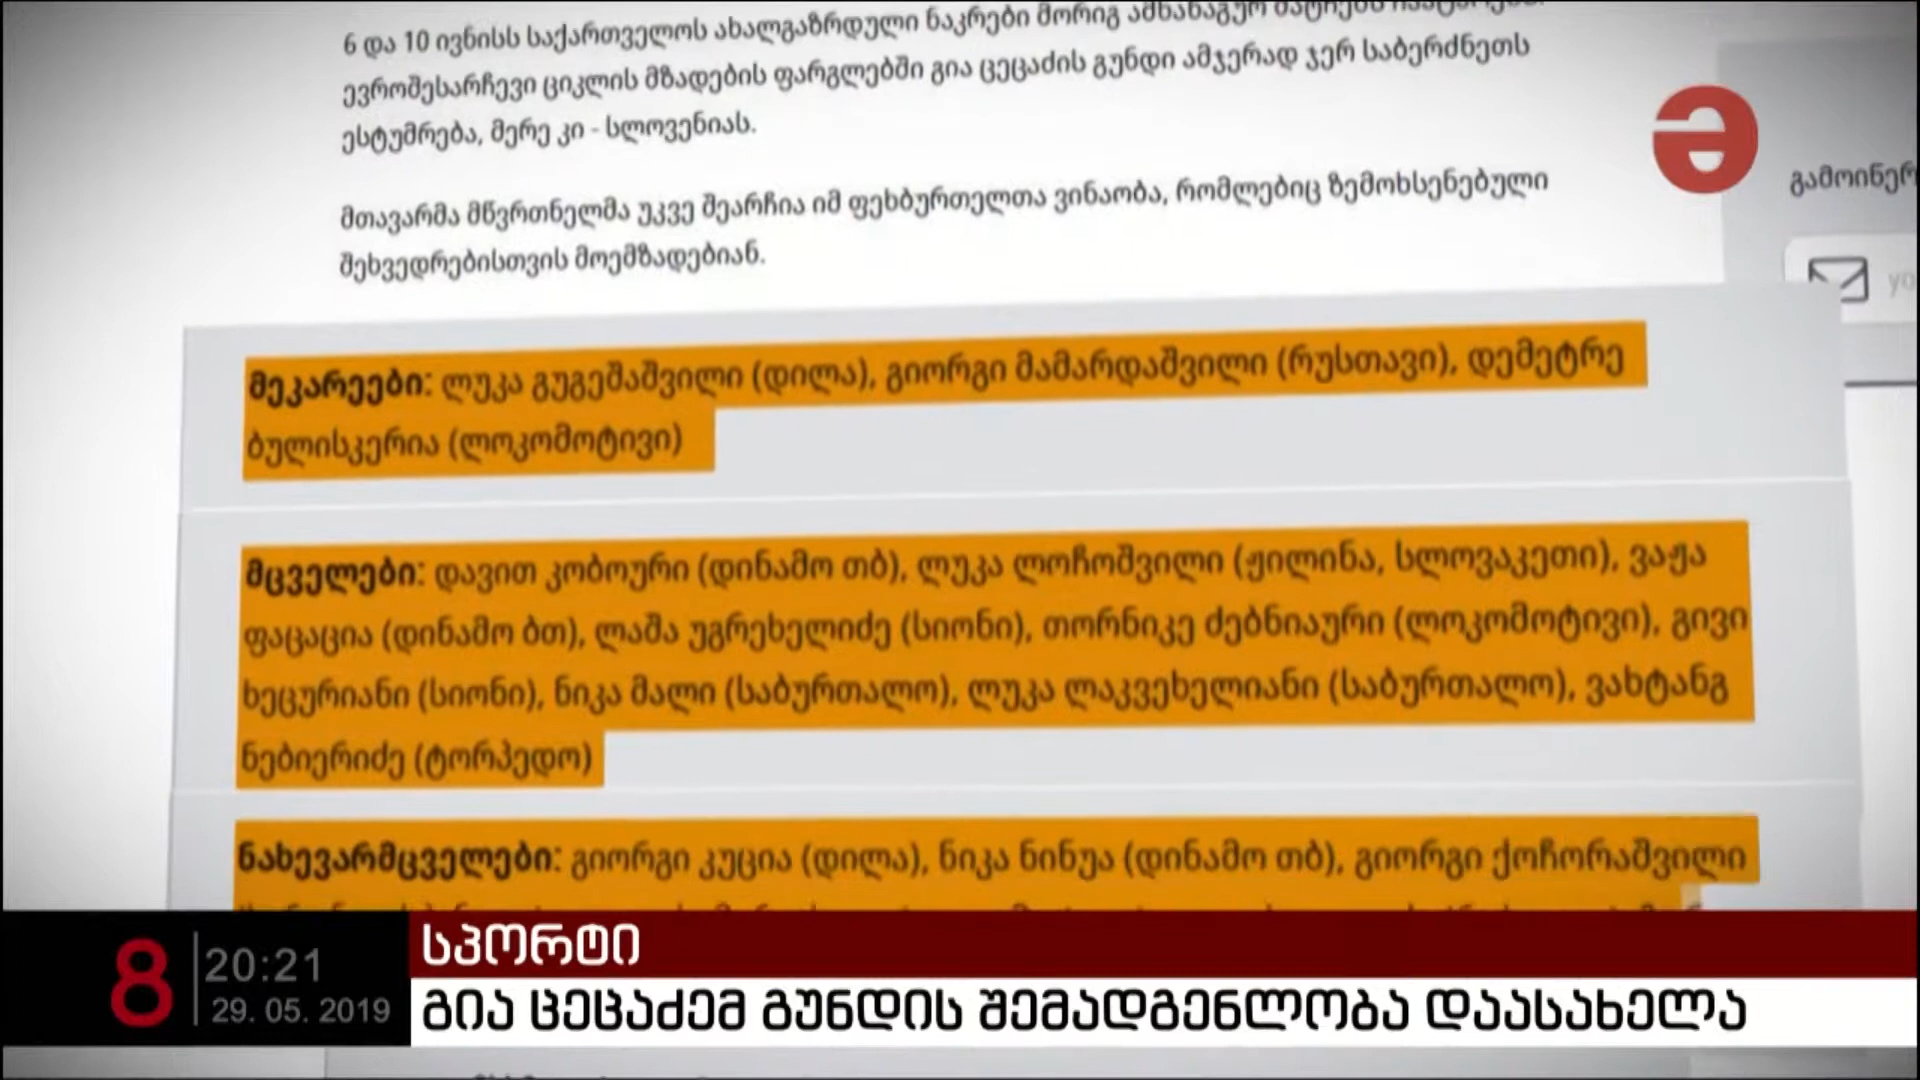 6 და 10 ივნისს საქართველოს ახალგაზრდული ნაკრები მორიგ ამხანაგურ მატჩებს
ევროშესარჩევი ციკლის მზადების ფარგლებში გია ცეცაძის გუნდი ამჯერად ჯერ საბერძნეთს
ესტუმრება, მერე კი - სლოვენიას.
მთავარმა მწვრთნელმა უკვე შეარჩია იმ ფეხბურთელთა ვინაობა, რომლებიც ზემოხსენებული
შეხვედრებისთვის მოემზადებიან.
გამოიწერ
yo
მეკარეები: ლუკა გუგეშაშვილი (დილა), გიორგი მამარდაშვილი (რუსთავი), დემეტრე
ბულისკერია (ლოკომოტივი)
მცველები: დავით კობოური (დინამო თბ), ლუკა ლოჩოშვილი (ჟილინა, სლოვაკეთი), ვაჟა
ფაცაცია (დინამო ბთ), ლაშა უგრეხელიძე (სიონი), თორნიკე ძებნიაური (ლოკომოტივი), გივი
ხეცურიანი (სიონი), ნიკა მალი (საბურთალო), ლუკა ლაკვეხელიანი (საბურთალო), ვახტანგ
ნებიერიძე (ტორპედო)
ნახევარმცველები: გიორგი კუცია (დილა), ნიკა ნინუა (დინამო თბ), გიორგი ქოჩორაშვილი
სპორტი
გია ცეცაძემ გუნდის შემადგენლობა დაასახელა
8
20:21
29. 05. 2019